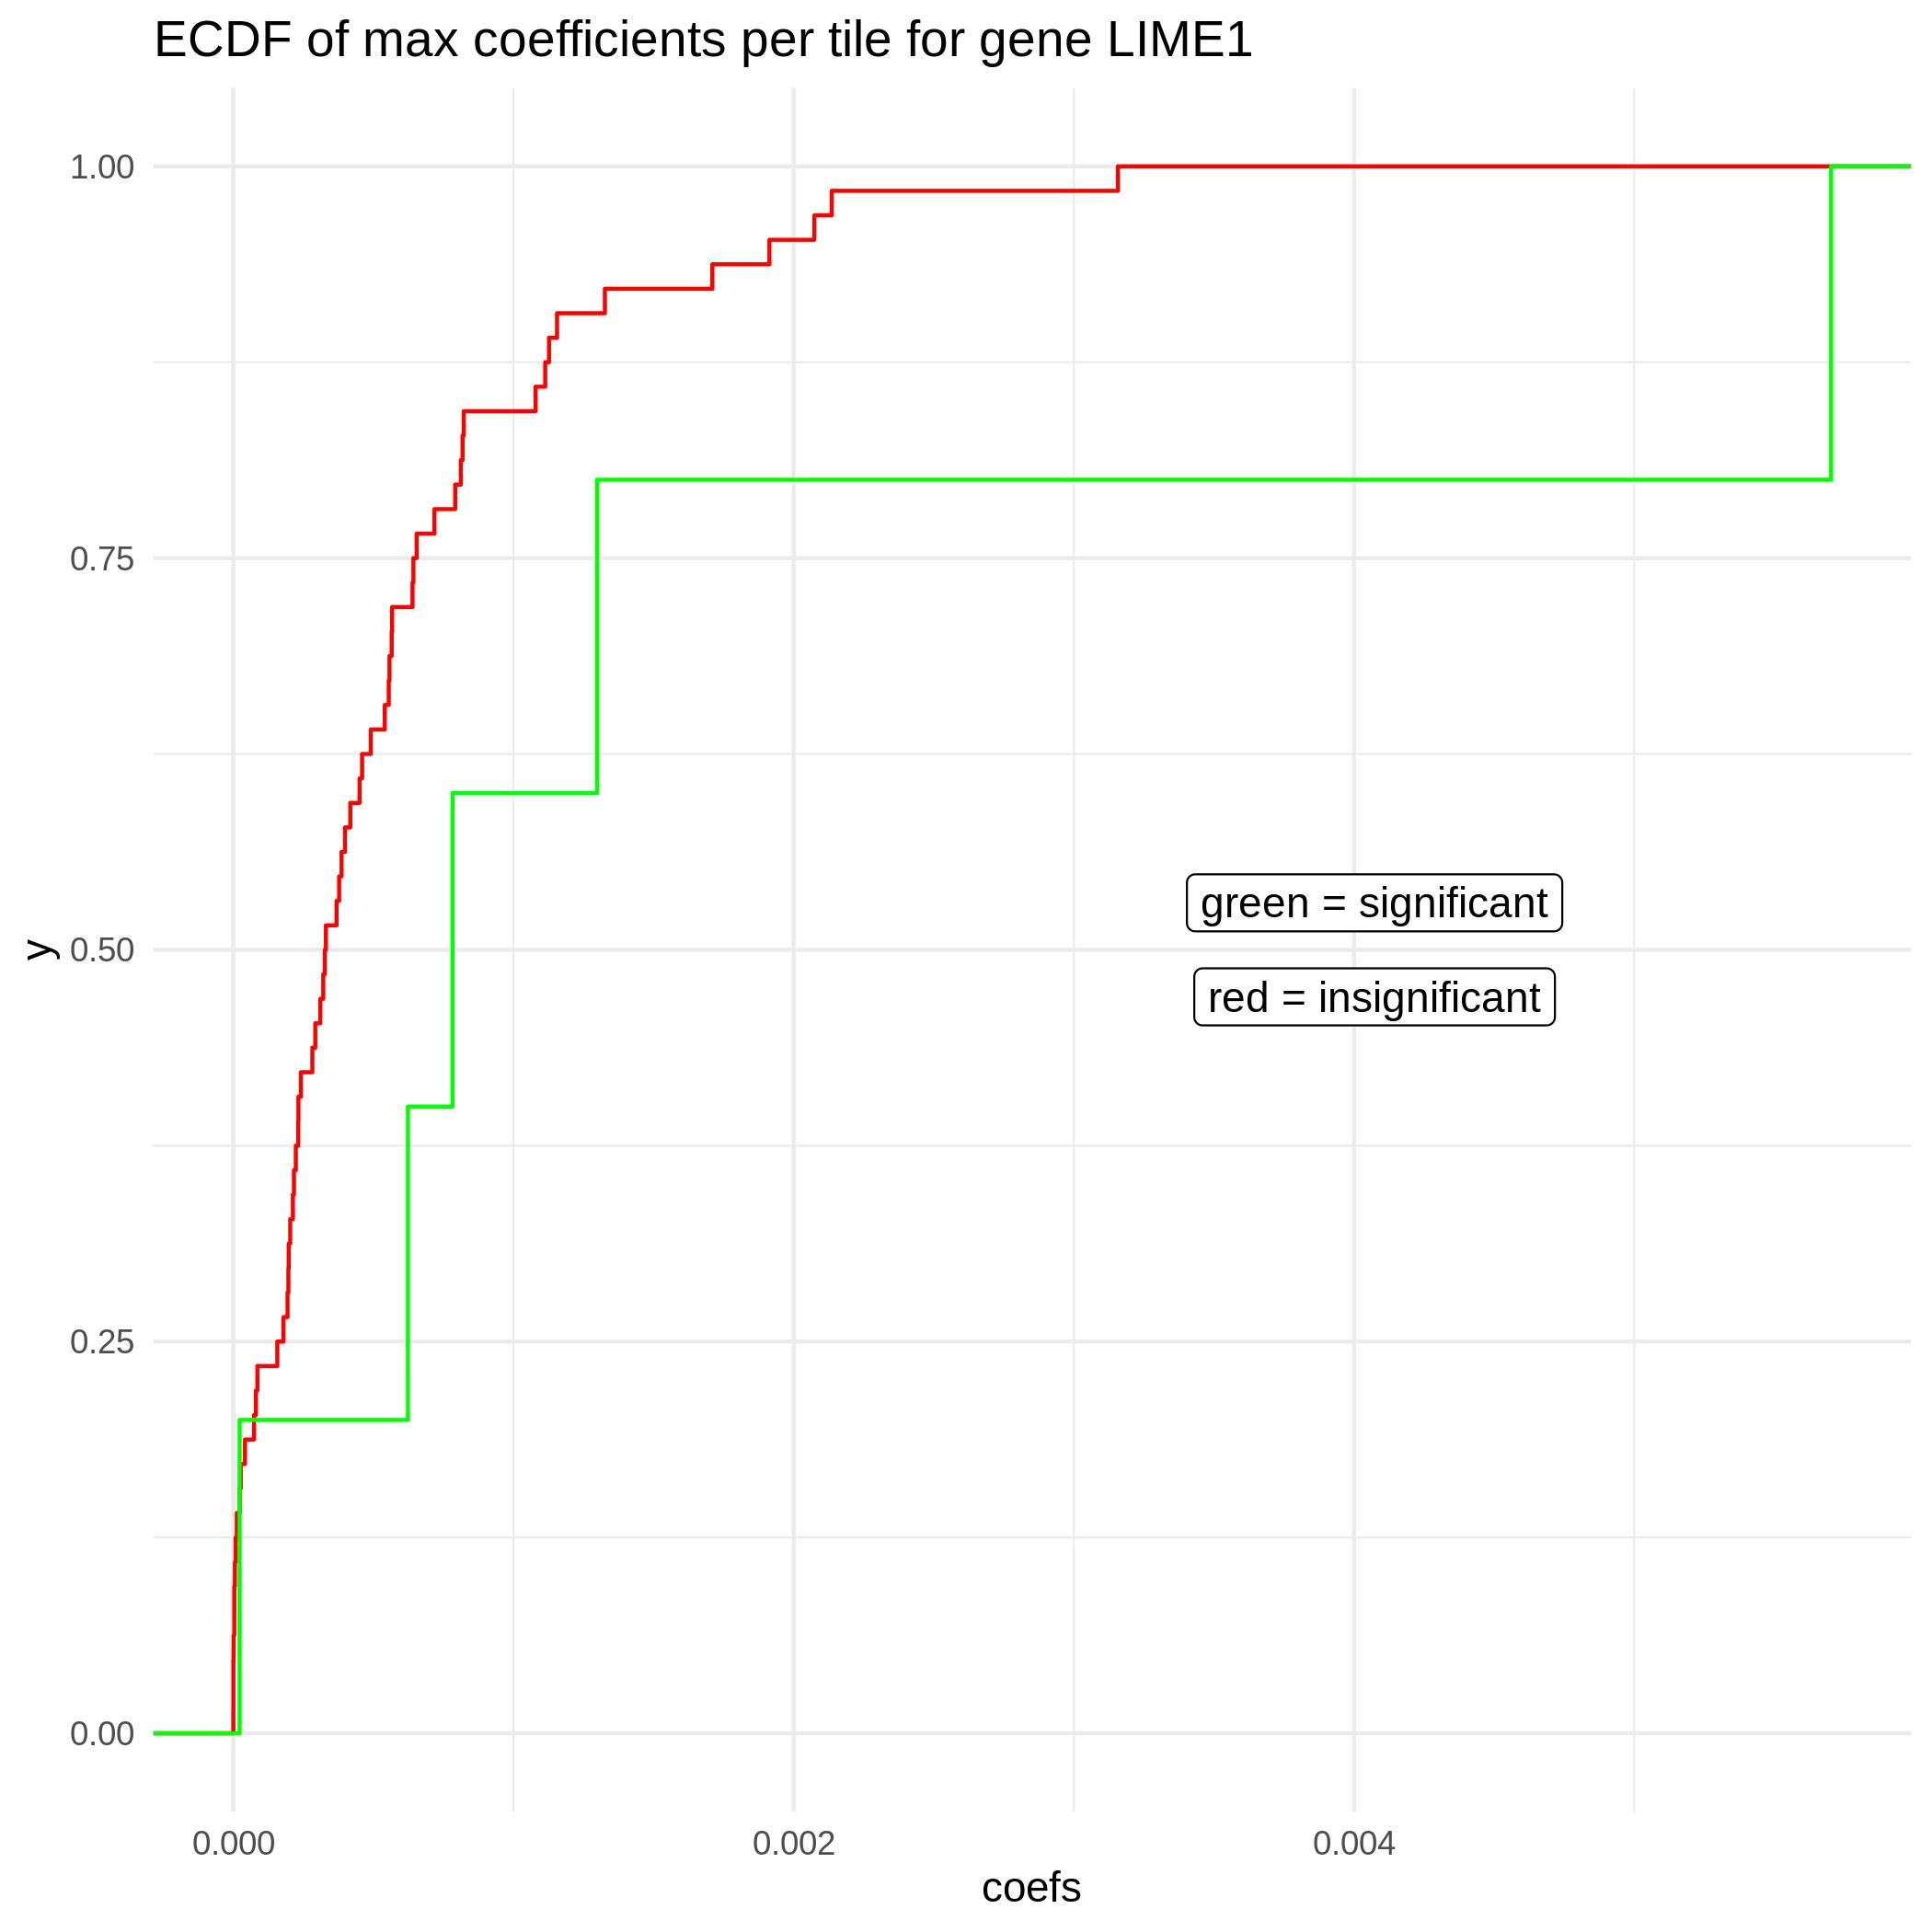 ECDF of max coefficients per tile for gene LIME1
1.00
0.75
0.50
0.25
0.00
y
green = significant
red = insignificant
0.000 0.002 0.004
coefs